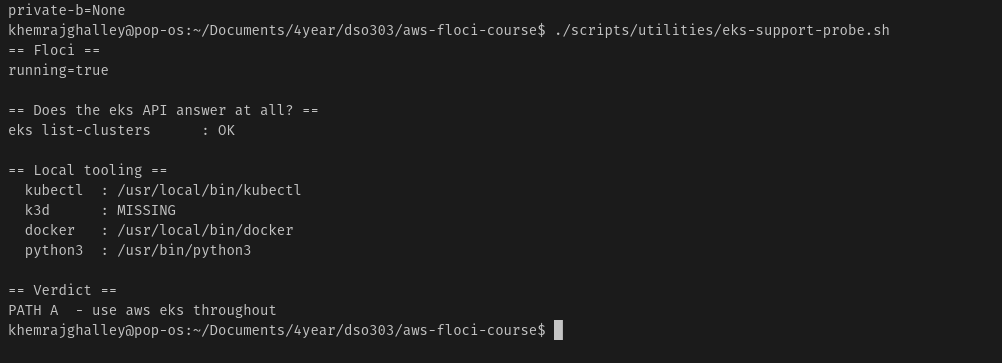 private-b=None
khemrajghalley@pop-os:~/Documents/4year/dso303/aws-floci-course$ ./scripts/utilities/eks-support-probe.sh
== Floci ==
running=true
== Does the eks API answer at all? ==
eks list-clusters      : OK
== Local tooling ==
  kubectl  : /usr/local/bin/kubectl
  k3d      : MISSING
  docker   : /usr/local/bin/docker
  python3  : /usr/bin/python3
== Verdict ==
PATH A  - use aws eks throughout
khemrajghalley@pop-os:~/Documents/4year/dso303/aws-floci-course$